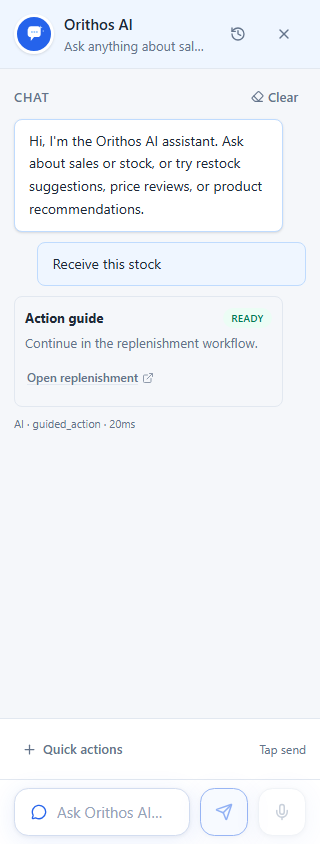 Orithos AI
Ask anything about sal...
CHAT
Clear
Hi, I'm the Orithos AI assistant. Ask
about sales or stock, or try restock
suggestions, price reviews, or product
recommendations.
Receive this stock
Action guide
READY
Continue in the replenishment workflow.
Open replenishment
AI · guided_action · 20ms
Quick actions
Tap send
Ask Orithos AI...